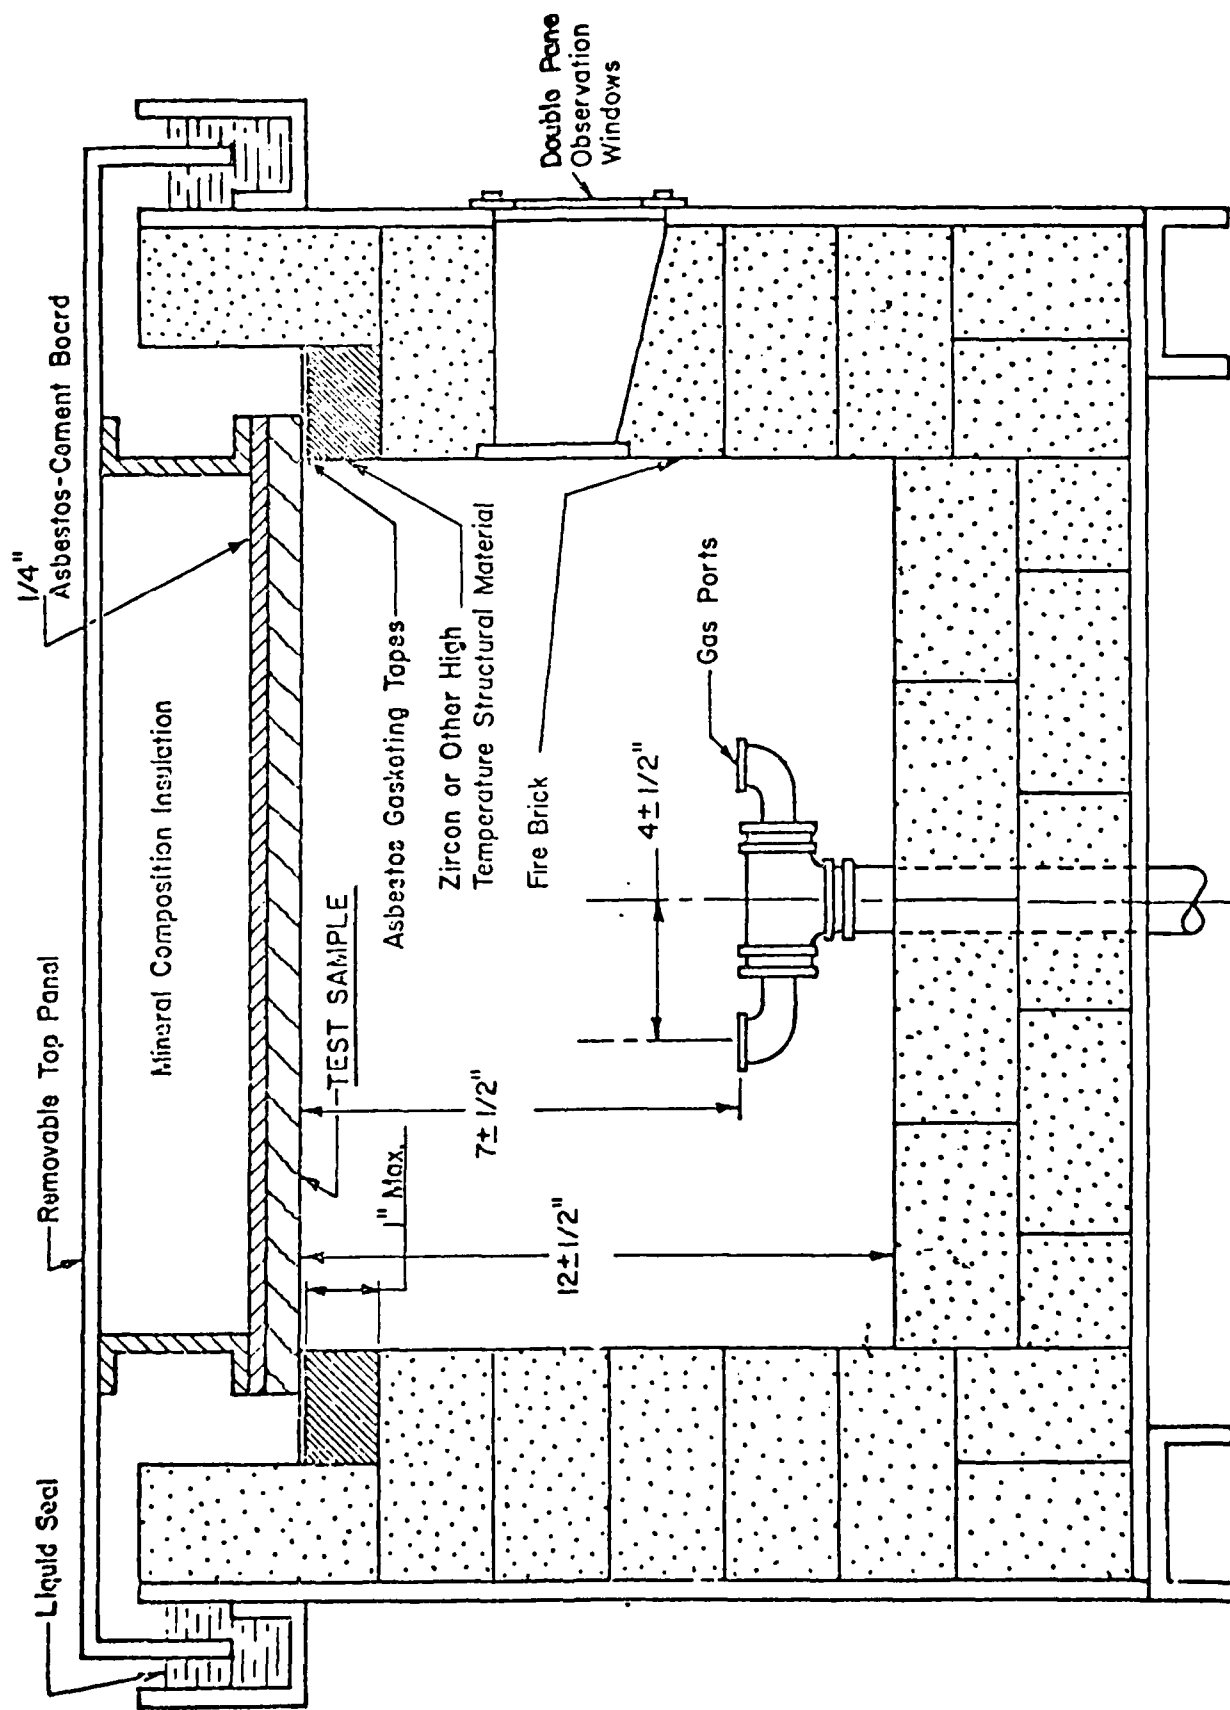 Liquid Seal
Removable Top Panel
1/4"
Asbestos-Cement Board
Mineral Composition Insulation
Double Pane
Observation
Windows
TEST SAMPLE
Asbestos Gasketing Tapes
Zircon or Other High
Temperature Structural Material
Fire Brick
" Max.
7± 1/2"
12± 1/2"
4± 1/2"
Gas Ports